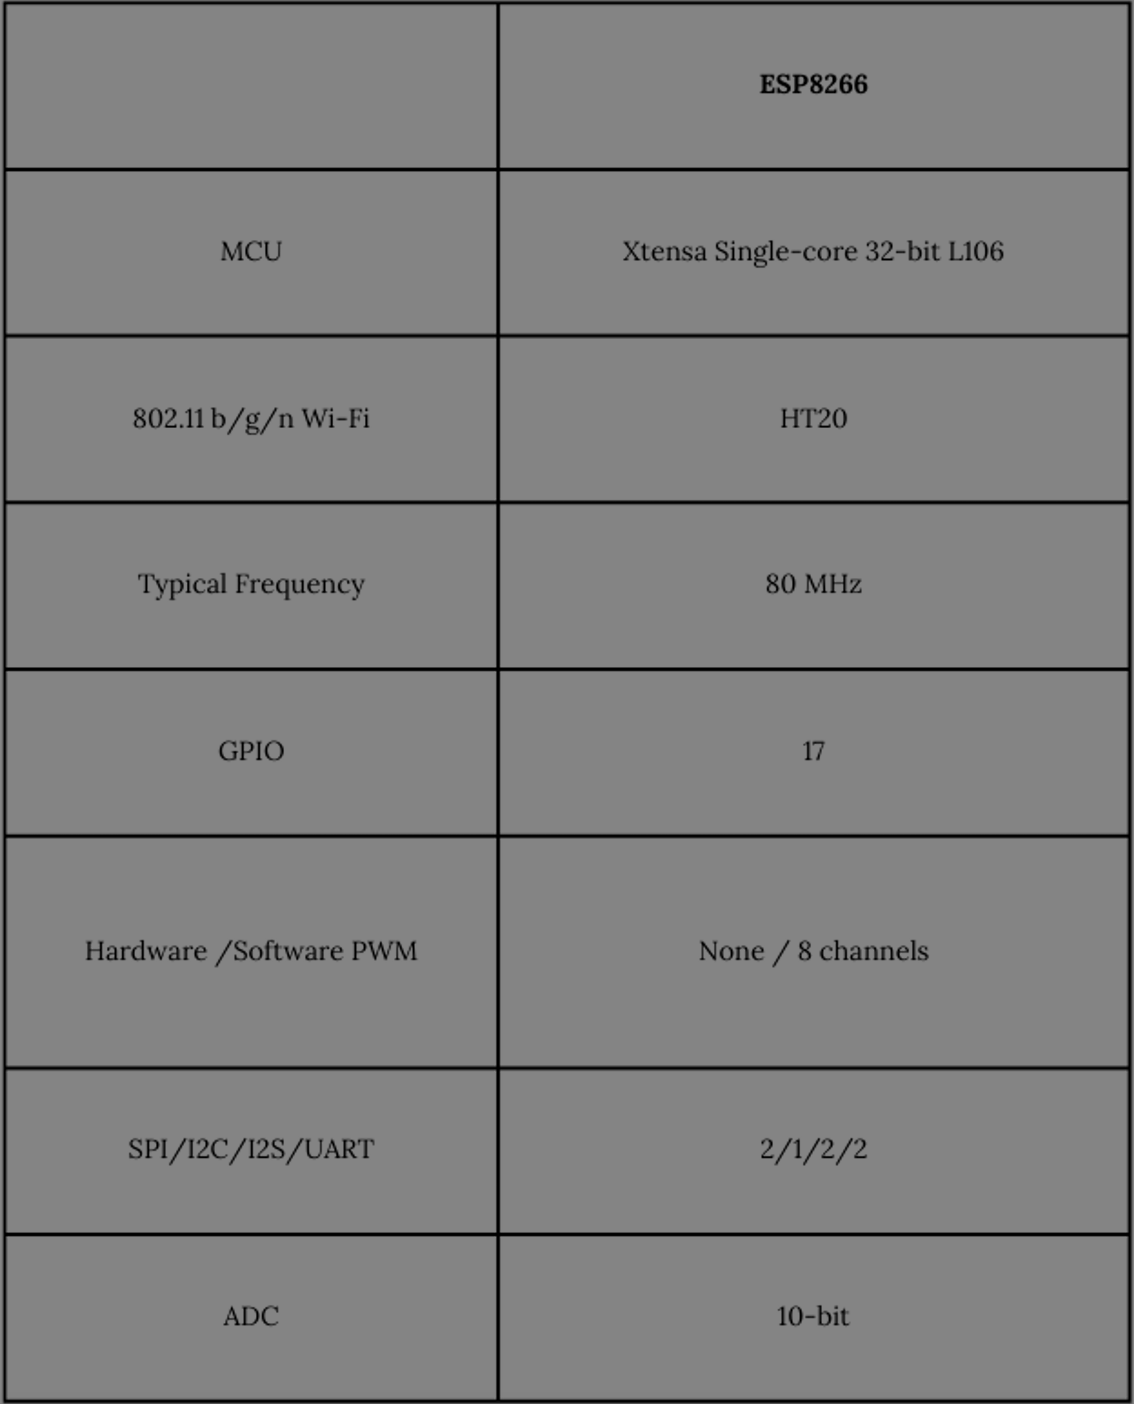 ESP8266
MCU Xtensa Single-core 32-bit L106
802.11 b/g/n Wi-Fi HT20
Typical Frequency 80 MHz
GPIO 17
Hardware /Software PWM None / 8 channels
SPI/I2C/I2S/UART 2/1/2/2
ADC 10-bit